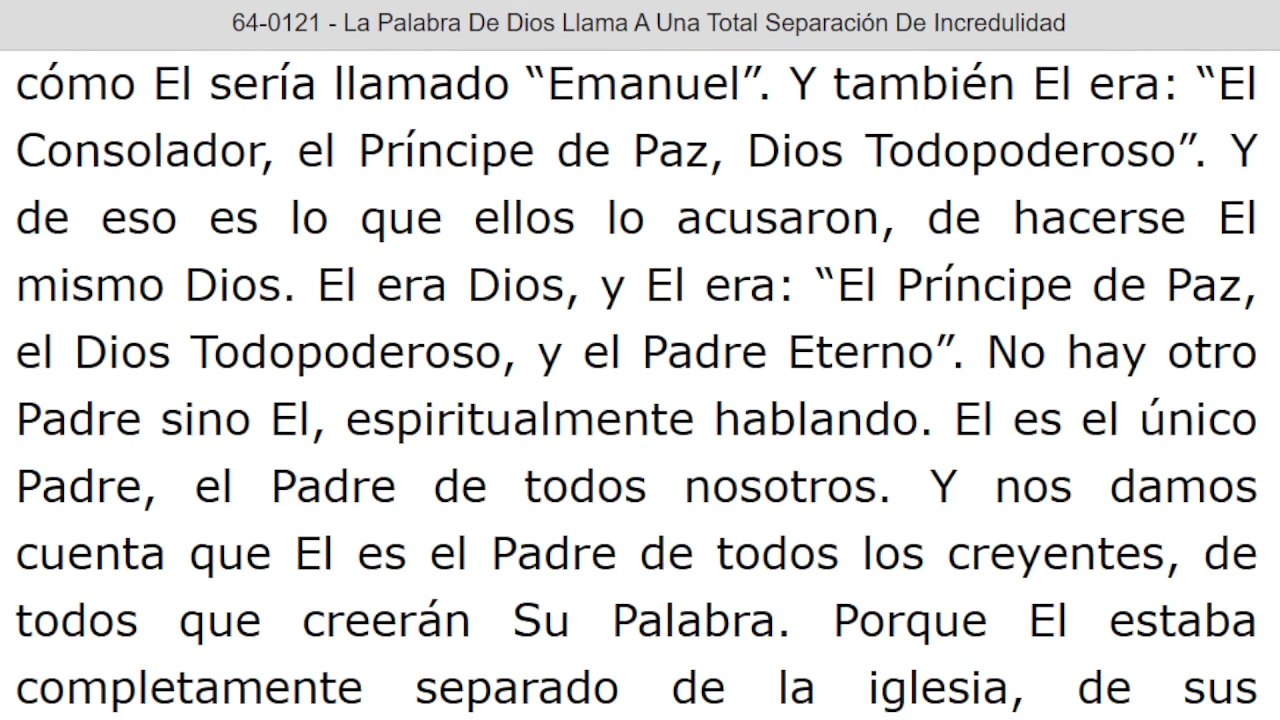 64-0121 - La Palabra De Dios Llama A Una Total Separación De Incredulidad
cómo El sería llamado “Emanuel”. Y también El era: “El
Consolador, el Príncipe de Paz, Dios Todopoderoso”. Y
de eso es lo que ellos lo acusaron, de hacerse El
mismo Dios. El era Dios, y El era: “El Príncipe de Paz,
el Dios Todopoderoso, y el Padre Eterno”. No hay otro
Padre sino El, espiritualmente hablando. El es el único
Padre, el Padre de todos nosotros. Y nos damos
cuenta que El es el Padre de todos los creyentes, de
todos que creerán Su Palabra. Porque El estaba
completamente separado de la iglesia, de sus